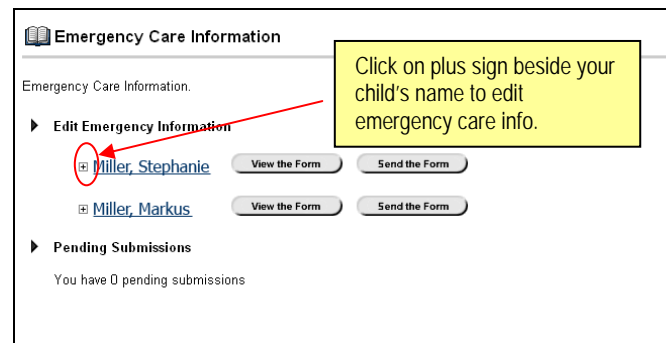 Emergency Care Information
Click on plus sign beside your
child's name to edit
emergency care info.
Emergency Care Information.
Edit Emergency Information
Miller, Stephanie View the Form Send the Form
Miller, Markus View the Form Send the Form
Pending Submissions
You have 0 pending submissions